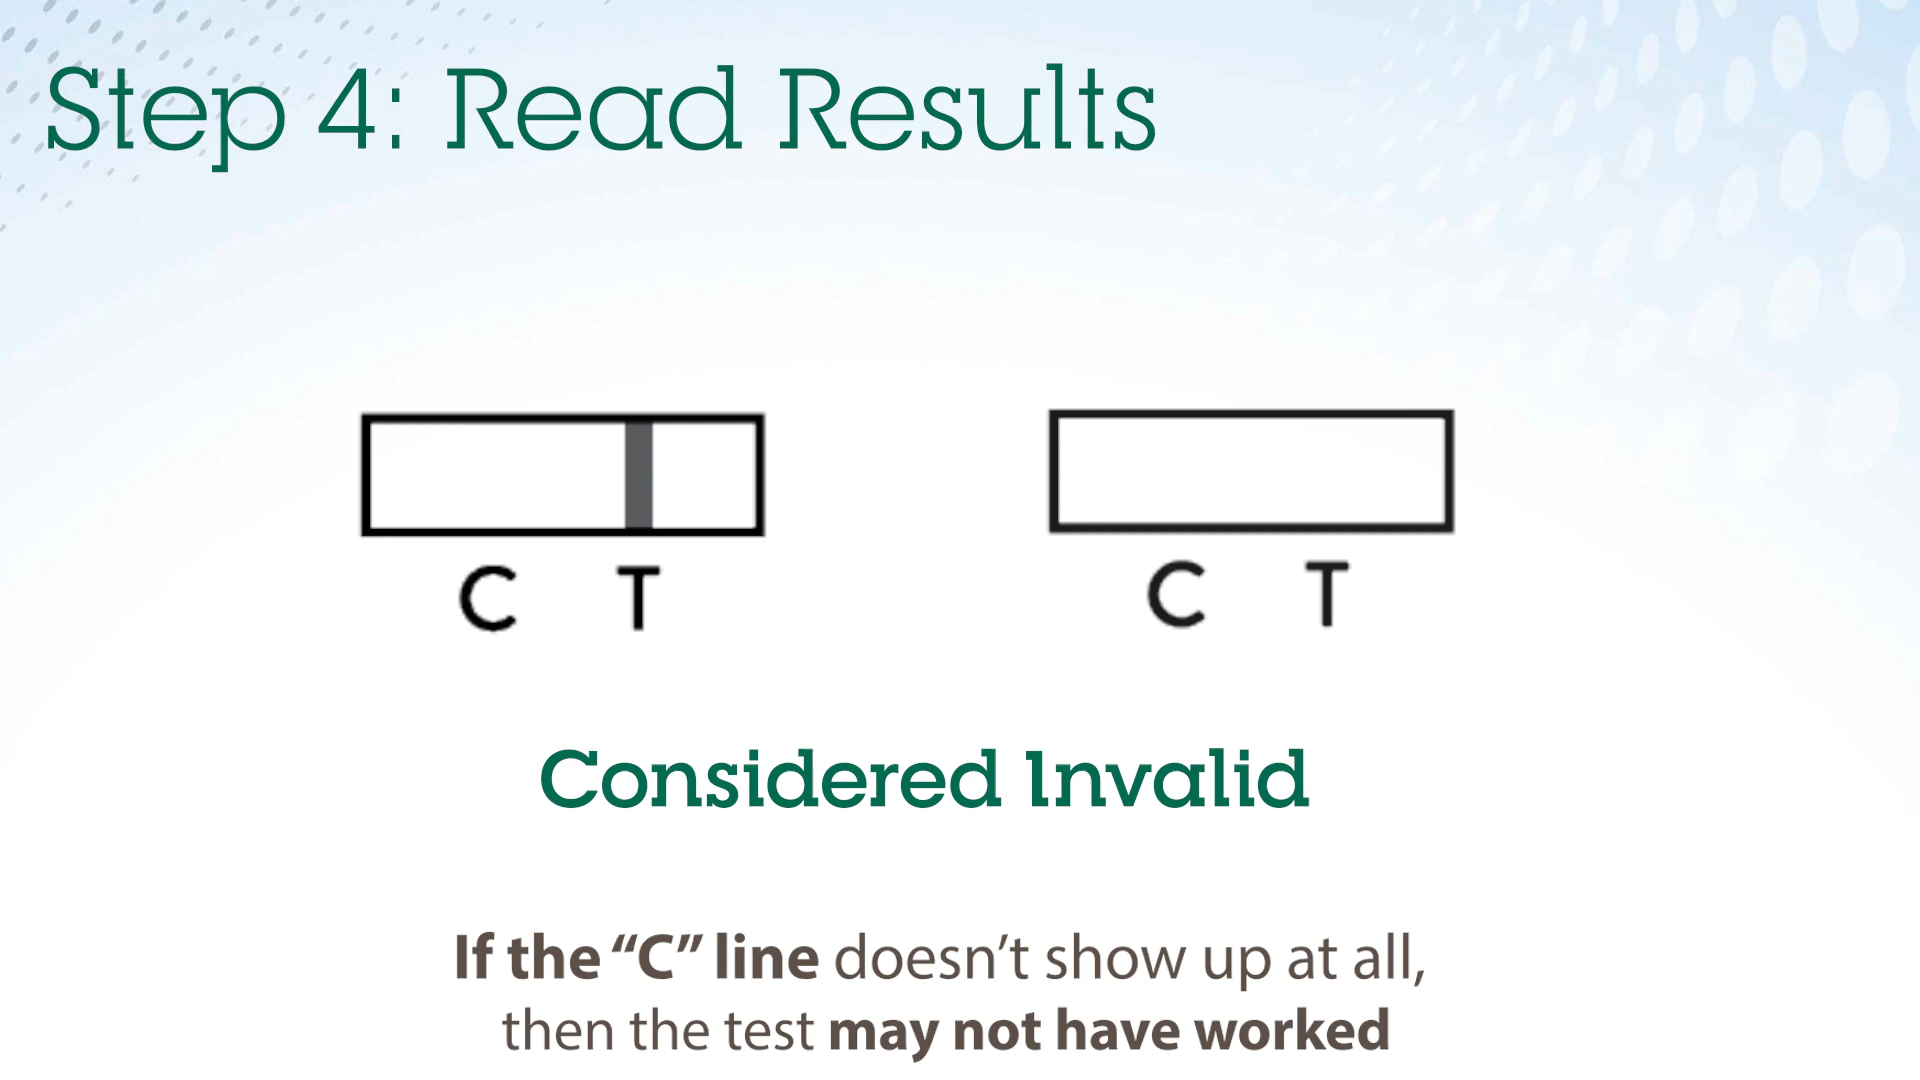 Step 4: Read Results
C T
C T
Considered Invalid
If the “C” line doesn’t show up at all,
then the test may not have worked